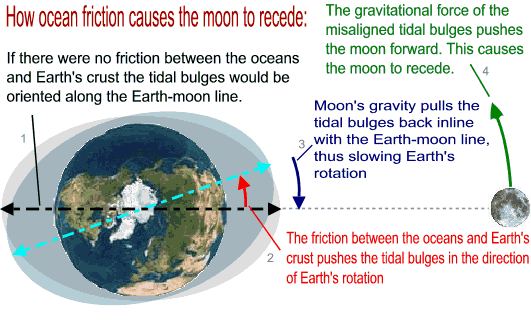 How ocean friction causes the moon to recede:
If there were no friction between the oceans
and Earth's crust the tidal bulges would be
oriented along the Earth-moon line.
1
The gravitational force of the
misaligned tidal bulges pushes
the moon forward. This causes
the moon to recede.
4
Moon's gravity pulls the
tidal bulges back inline
3
with the Earth-moon line,
thus slowing Earth's
rotation
The friction between the oceans and Earth's
2
crust pushes the tidal bulges in the direction
of Earth's rotation